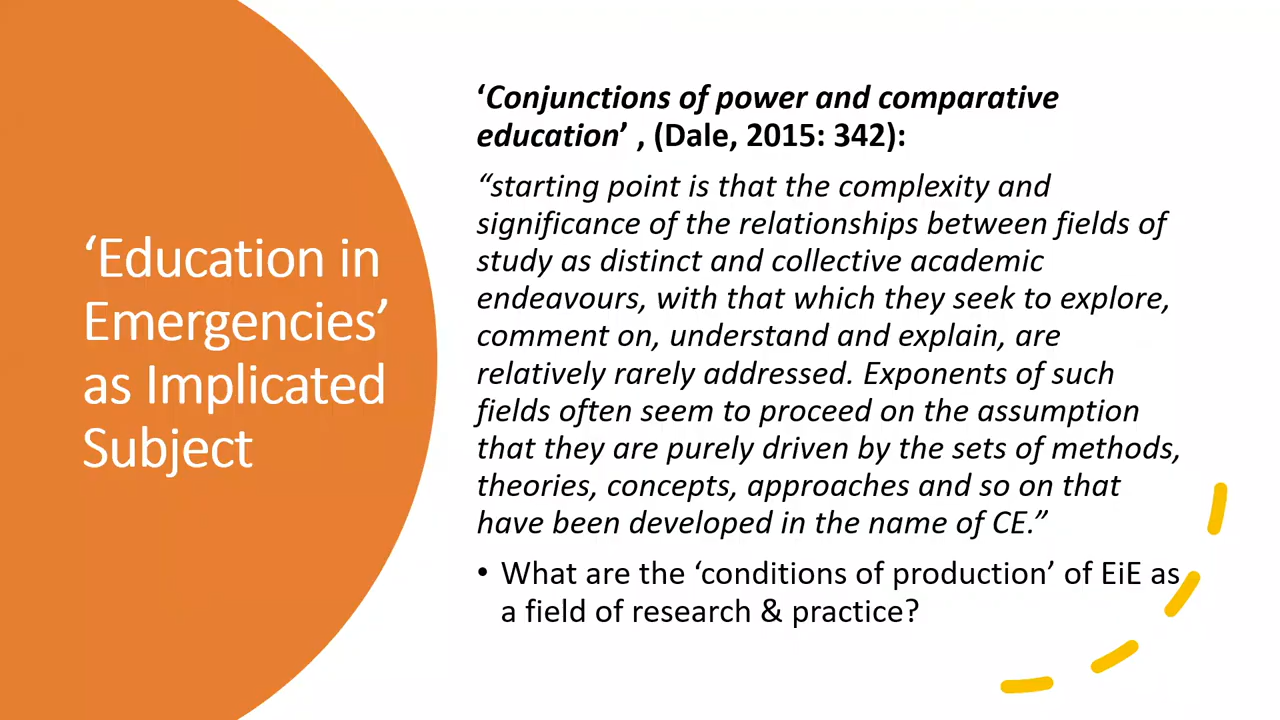 ‘Education in
Emergencies’
as Implicated
Subject
‘Conjunctions of power and comparative
education’ , (Dale, 2015: 342):
“starting point is that the complexity and
significance of the relationships between fields of
study as distinct and collective academic
endeavours, with that which they seek to explore,
comment on, understand and explain, are
relatively rarely addressed. Exponents of such
fields often seem to proceed on the assumption
that they are purely driven by the sets of methods,
theories, concepts, approaches and so on that
have been developed in the name of CE.”
• What are the ‘conditions of production’ of EiE as
a field of research & practice?